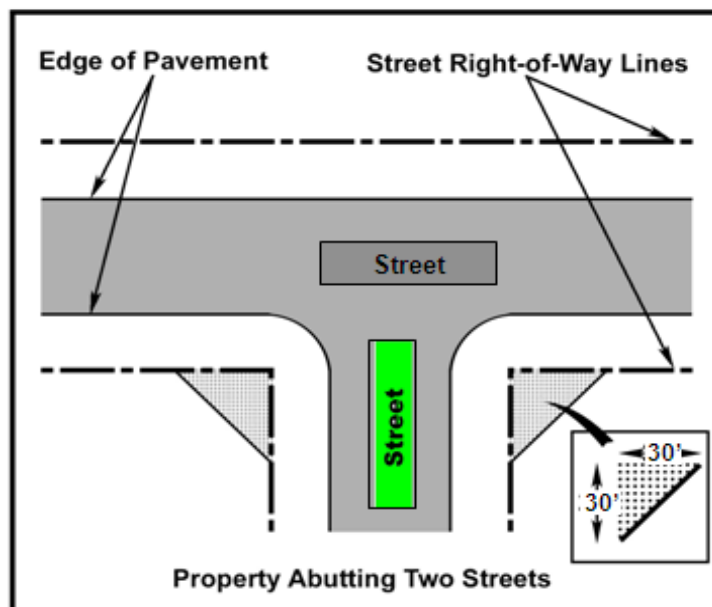 Edge of Pavement
Street Right-of-Way Lines
Street
Street
30'
30'
Property Abutting Two Streets